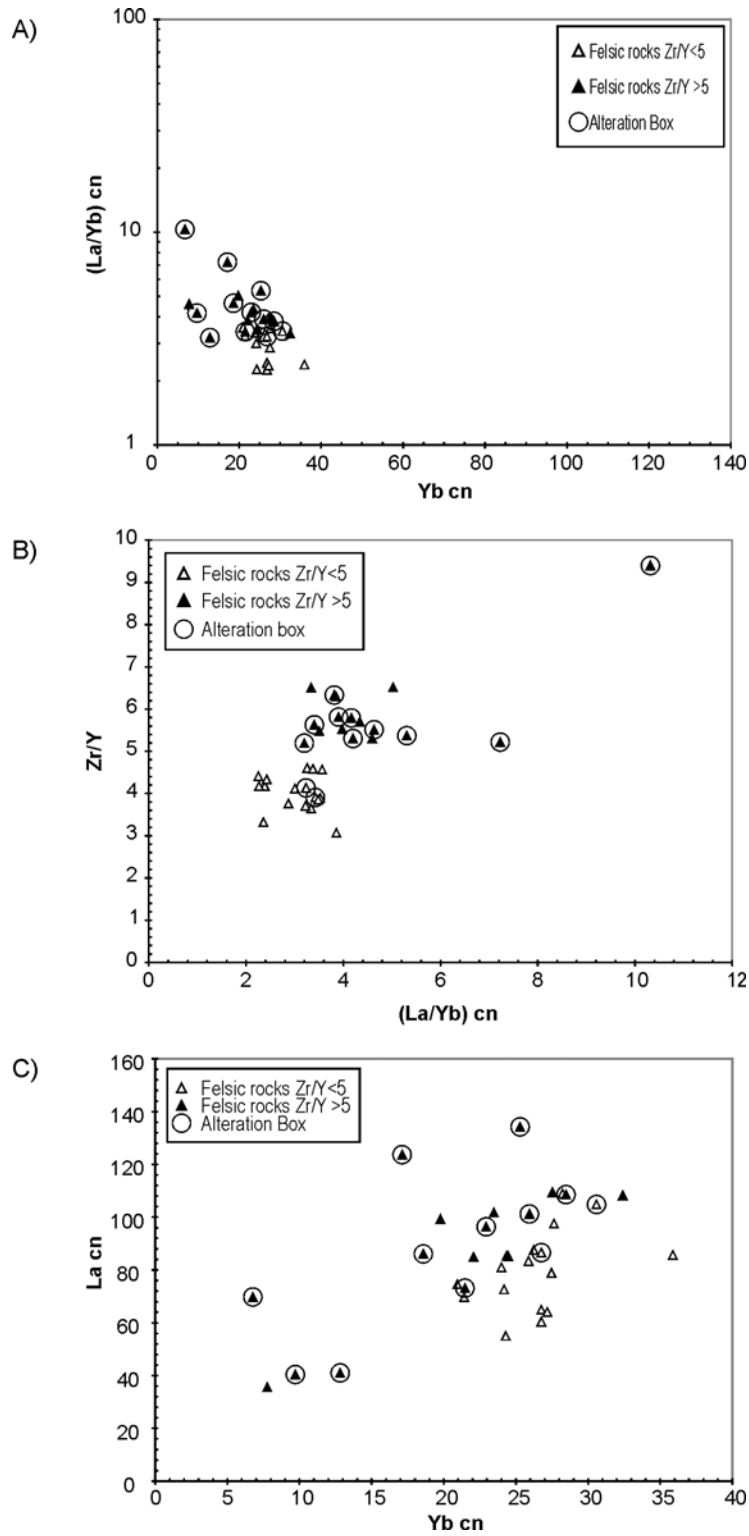 A)
100
10
1
(La/Yb) cn
Felsic rocks Zr/Y<5
Felsic rocks Zr/Y >5
Alteration Box
0 20 40 60 80 100 120 140
Yb cn
B)
10
9
8
7
6
5
4
3
2
1
0
Zr/Y
Felsic rocks Zr/Y<5
Felsic rocks Zr/Y >5
Alteration box
0 2 4 6 8 10 12
(La/Yb) cn
C)
160
140
120
100
80
60
40
20
0
La cn
Felsic rocks Zr/Y<5
Felsic rocks Zr/Y >5
Alteration Box
0 5 10 15 20 25 30 35 40
Yb cn